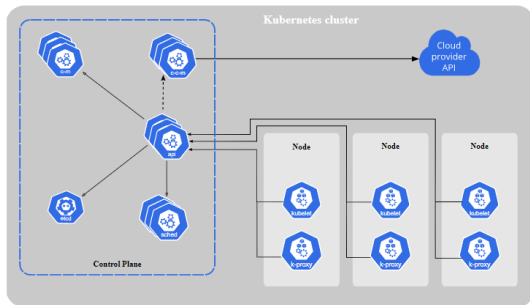 Kubernetes cluster
c-m
c-c-m
Cloud
provider
API
api
Node
Node
Node
etcd
sched
kubelet
kubelet
kubelet
k-proxy
k-proxy
k-proxy
Control Plane